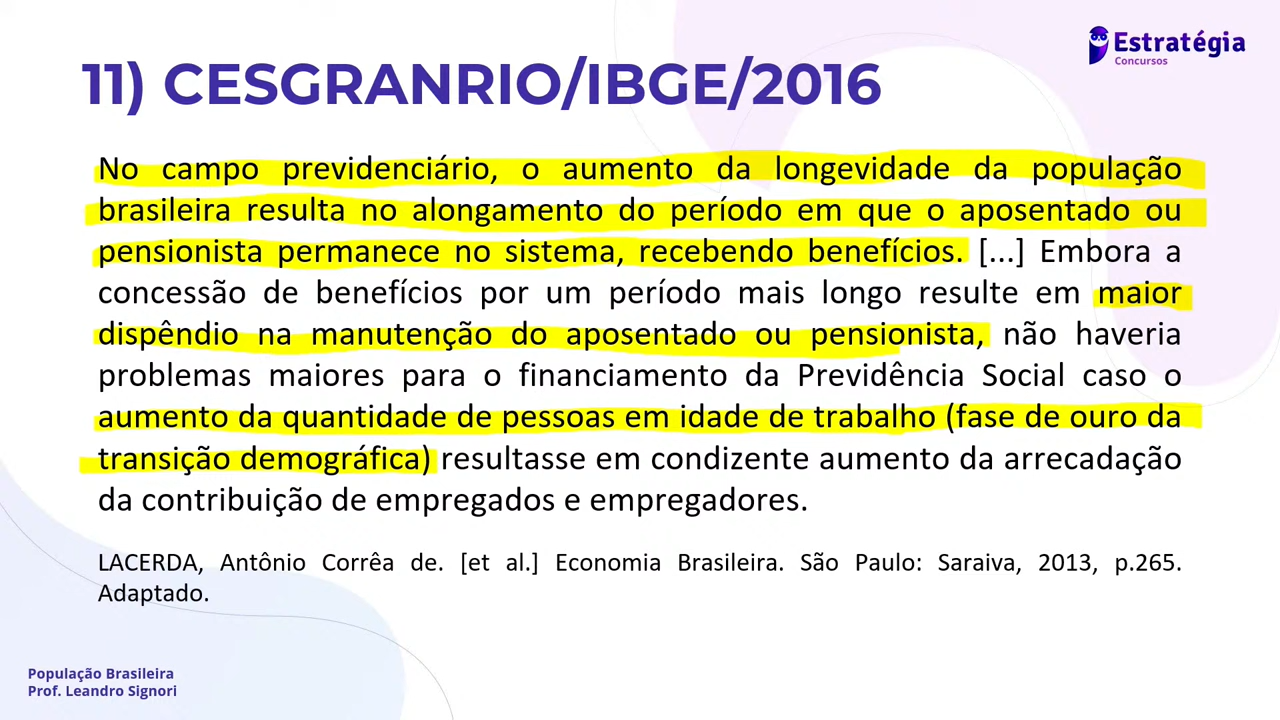 Estratégia
Concursos
11) CESGRANRIO/IBGE/2016
No campo previdenciário, o aumento da longevidade da população
brasileira resulta no alongamento do período em que o aposentado ou
pensionista permanece no sistema, recebendo benefícios. [...] Embora a
concessão de benefícios por um período mais longo resulte em maior
dispêndio na manutenção do aposentado ou pensionista, não haveria
problemas maiores para o financiamento da Previdência Social caso o
aumento da quantidade de pessoas em idade de trabalho (fase de ouro da
transição demográfica) resultasse em condizente aumento da arrecadação
da contribuição de empregados e empregadores.
LACERDA, Antônio Corrêa de. [et al.] Economia Brasileira. São Paulo: Saraiva, 2013, p.265.
Adaptado.
População Brasileira
Prof. Leandro Signori